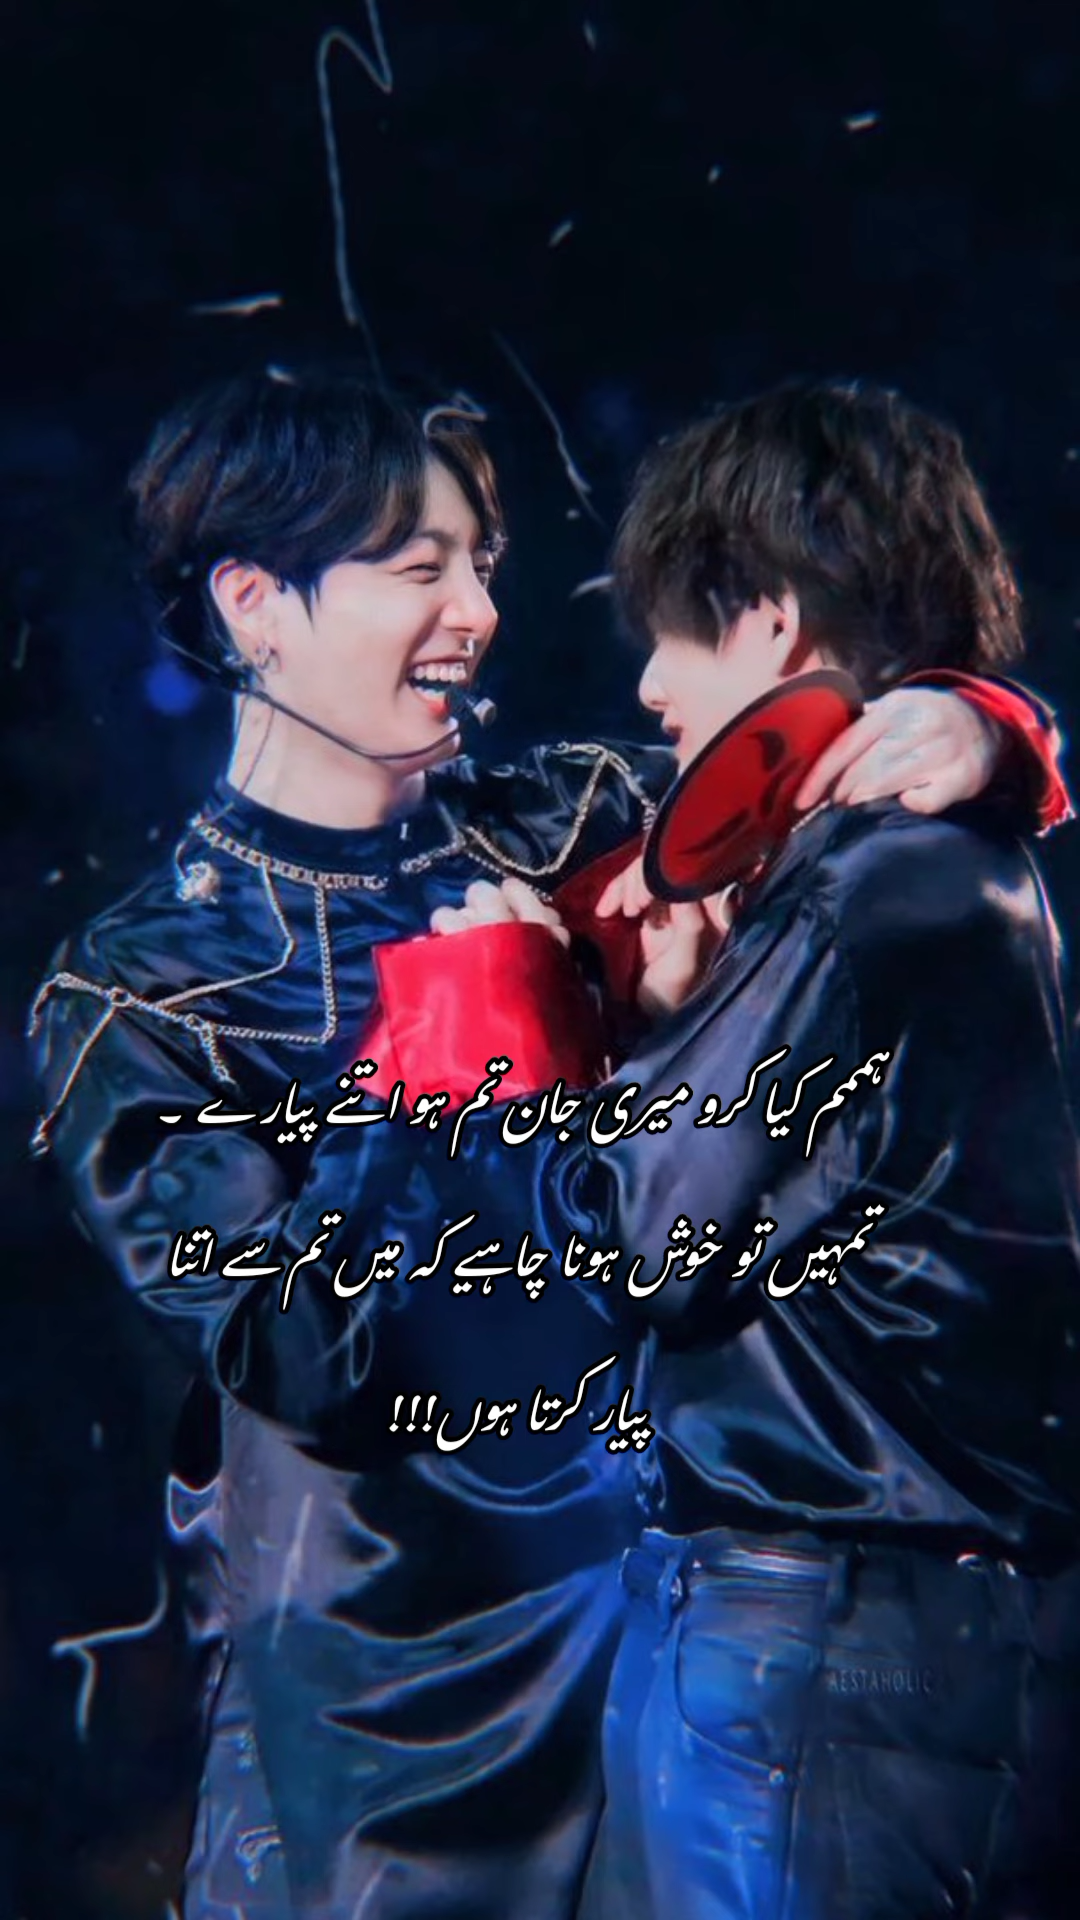 ہممم کیا کرو میری جان تم ہو اتنے پیارے ۔
تمہیں تو خوش ہونا چاہیے کہ میں تم سے اتنا
پیار کرتا ہوں!!!
AESTAHOLIC